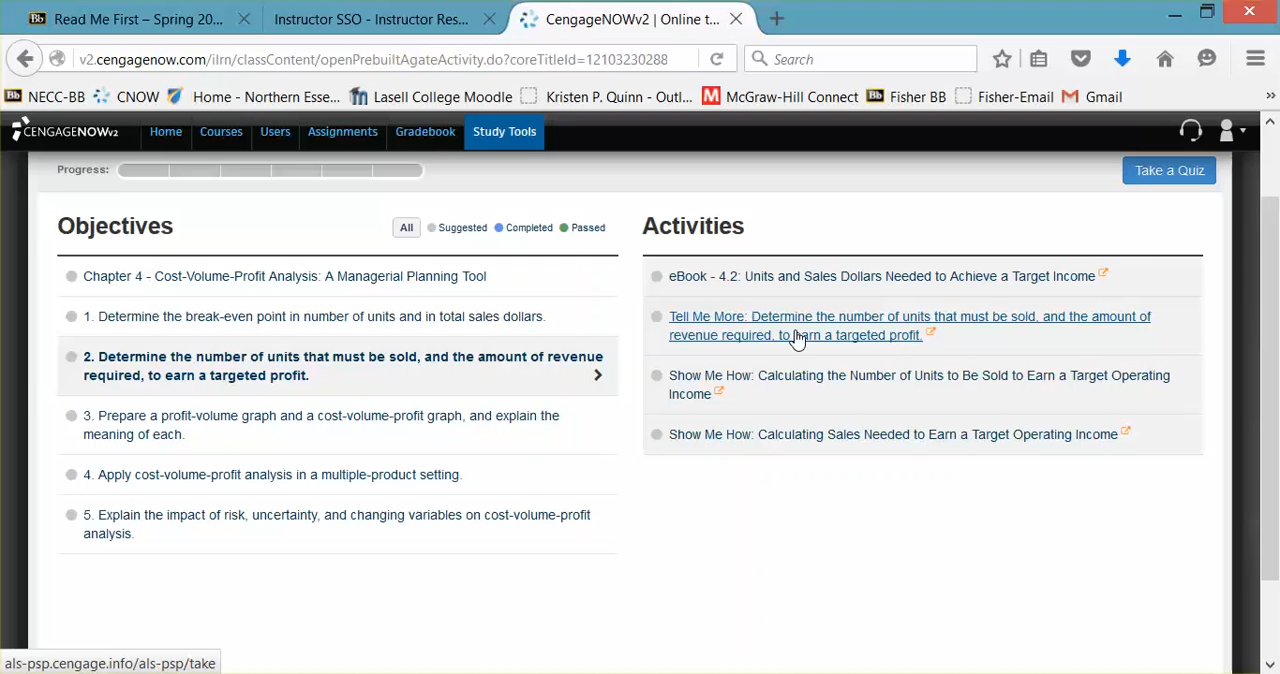 Read Me First – Spring 20...
Instructor SSO - Instructor Res...
CengageNOWv2 | Online t...
v2.cengagenow.com/ilrn/classContent/openPrebuiltAgateActivity.do?coreTitleId=12103230288
Search
Bb NECC-BB
CNOW
Home - Northern Esse...
Lasell College Moodle
Kristen P. Quinn - Outl...
M McGraw-Hill Connect
Bb Fisher BB
Fisher-Email
Gmail
»
CENGAGENOWv2
Home
Courses
Users
Assignments
Gradebook
Study Tools
Progress:
Take a Quiz
Objectives
All
Suggested
Completed
Passed
Chapter 4 - Cost-Volume-Profit Analysis: A Managerial Planning Tool
1. Determine the break-even point in number of units and in total sales dollars.
2. Determine the number of units that must be sold, and the amount of revenue
required, to earn a targeted profit.
3. Prepare a profit-volume graph and a cost-volume-profit graph, and explain the
meaning of each.
4. Apply cost-volume-profit analysis in a multiple-product setting.
5. Explain the impact of risk, uncertainty, and changing variables on cost-volume-profit
analysis.
Activities
eBook - 4.2: Units and Sales Dollars Needed to Achieve a Target Income
Tell Me More: Determine the number of units that must be sold, and the amount of
revenue required, to earn a targeted profit.
Show Me How: Calculating the Number of Units to Be Sold to Earn a Target Operating
Income
Show Me How: Calculating Sales Needed to Earn a Target Operating Income
als-psp.cengage.info/als-psp/take